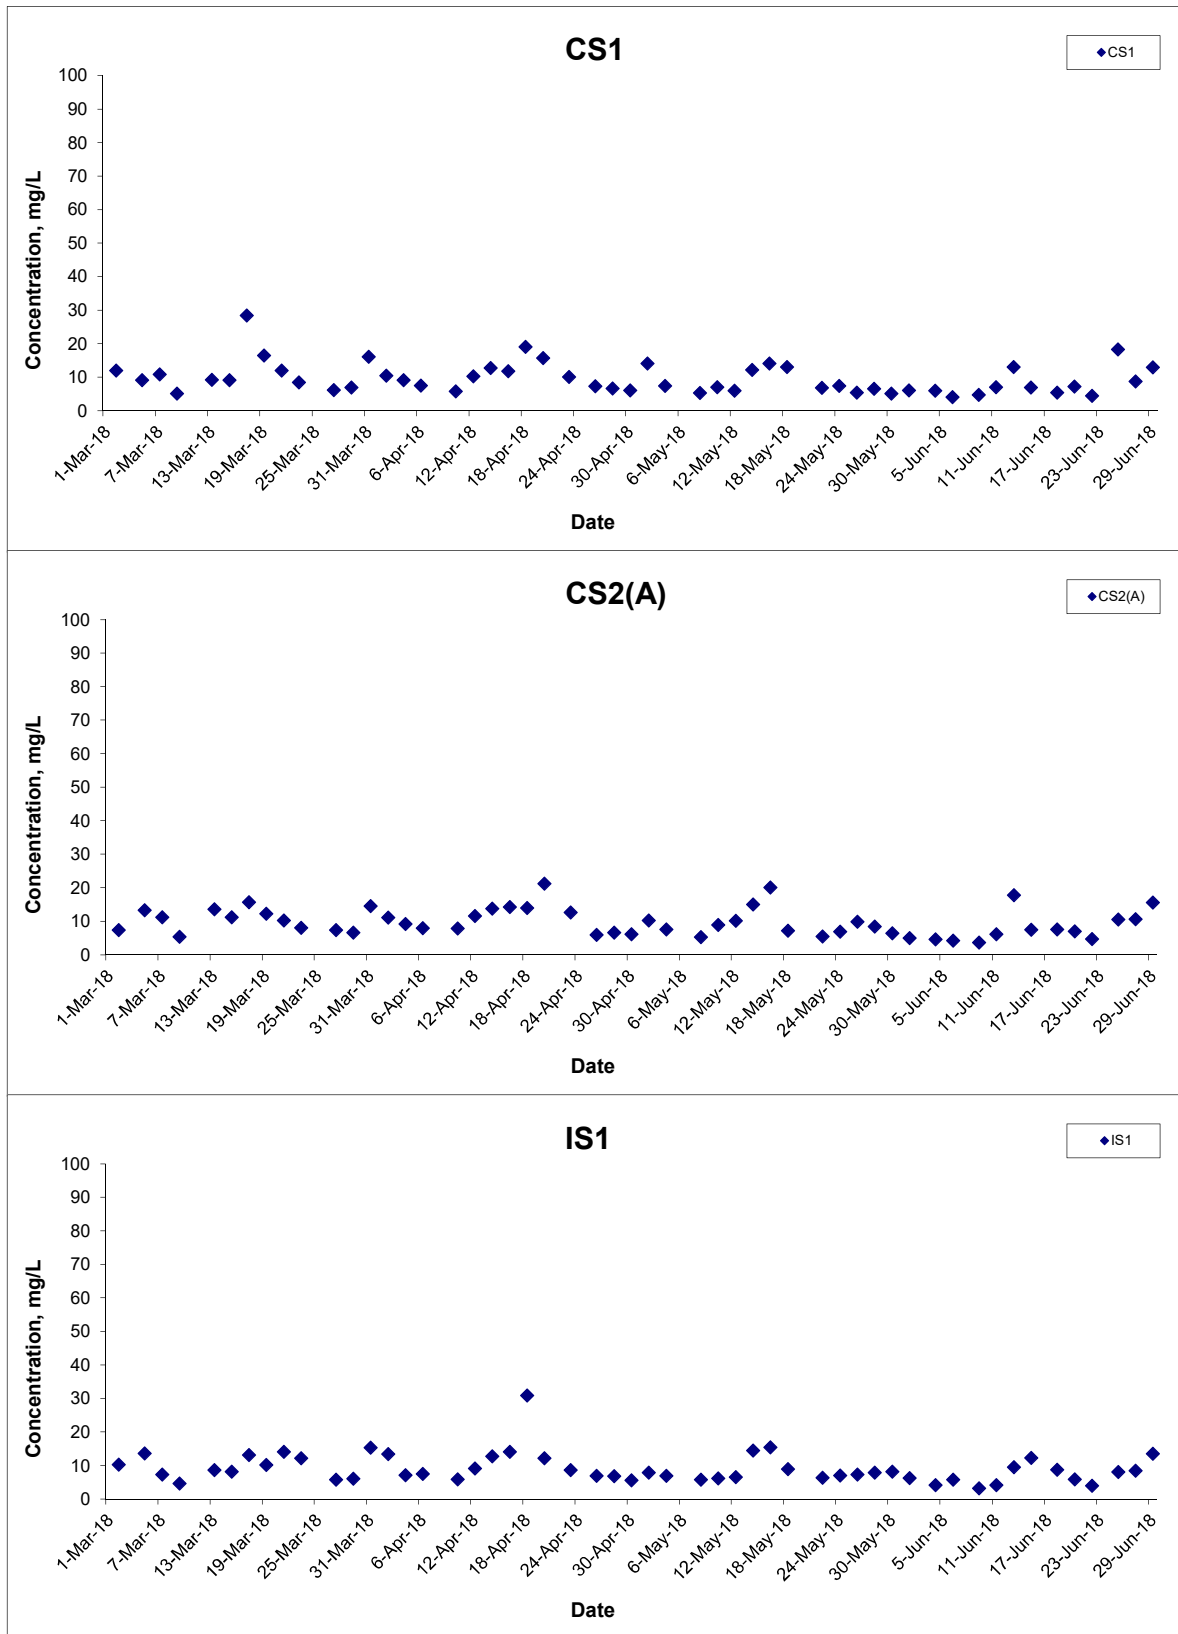 CS1
CS1
100
90
80
70
60
50
40
30
20
10
0
Concentration, mg/L
1-Mar-18
7-Mar-18
13-Mar-18
19-Mar-18
25-Mar-18
31-Mar-18
6-Apr-18
12-Apr-18
18-Apr-18
24-Apr-18
30-Apr-18
6-May-18
12-May-18
18-May-18
24-May-18
30-May-18
5-Jun-18
11-Jun-18
17-Jun-18
23-Jun-18
29-Jun-18
Date
CS2(A)
CS2(A)
100
90
80
70
60
50
40
30
20
10
0
Concentration, mg/L
1-Mar-18
7-Mar-18
13-Mar-18
19-Mar-18
25-Mar-18
31-Mar-18
6-Apr-18
12-Apr-18
18-Apr-18
24-Apr-18
30-Apr-18
6-May-18
12-May-18
18-May-18
24-May-18
30-May-18
5-Jun-18
11-Jun-18
17-Jun-18
23-Jun-18
29-Jun-18
Date
IS1
IS1
100
90
80
70
60
50
40
30
20
10
0
Concentration, mg/L
1-Mar-18
7-Mar-18
13-Mar-18
19-Mar-18
25-Mar-18
31-Mar-18
6-Apr-18
12-Apr-18
18-Apr-18
24-Apr-18
30-Apr-18
6-May-18
12-May-18
18-May-18
24-May-18
30-May-18
5-Jun-18
11-Jun-18
17-Jun-18
23-Jun-18
29-Jun-18
Date